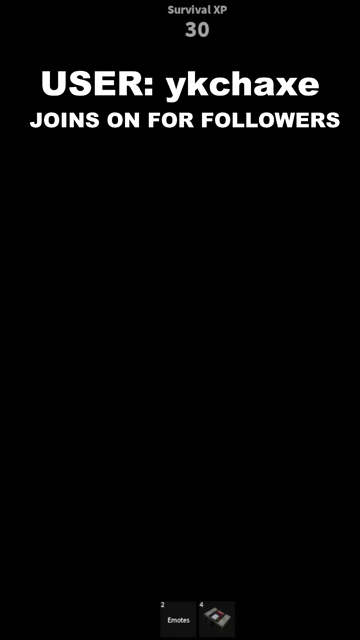 Survival XP
30
USER: ykchaxe
JOINS ON FOR FOLLOWERS
2
4
Emotes